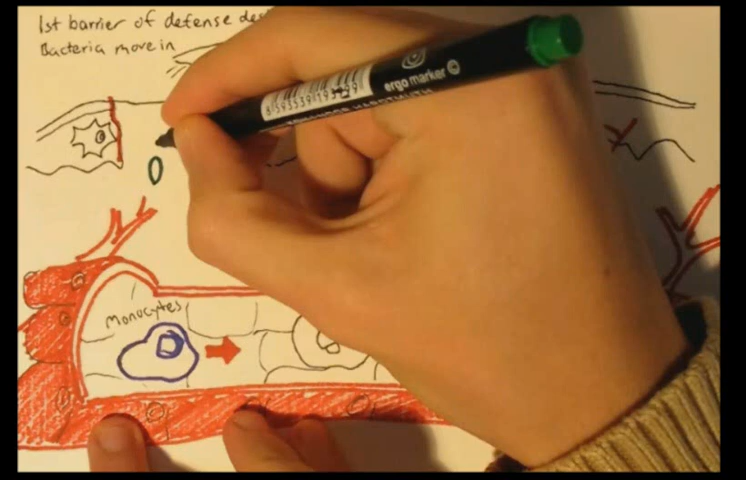 1st barrier of defense
Bacteria move in
ergo marker
Monocytes